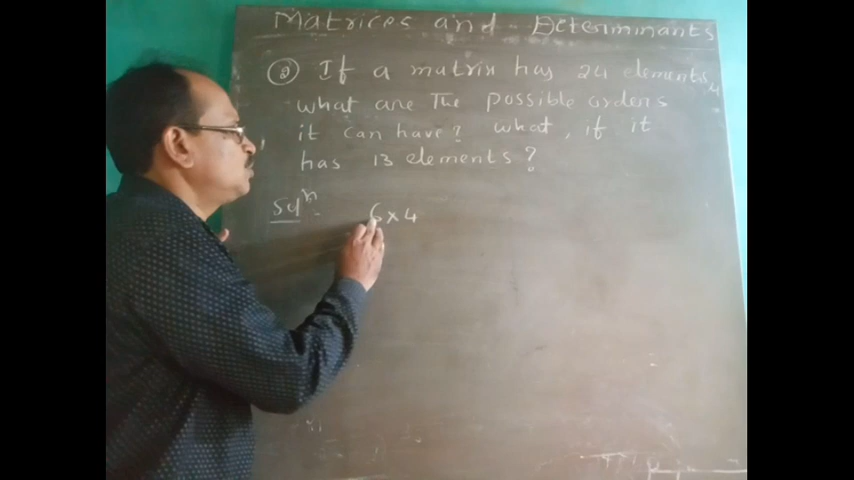 Matrices and Determinants
② If a matrix has 24 elements,
what are the possible orders
it can have? what, if it
has 13 elements?
Solⁿ:
6 × 4